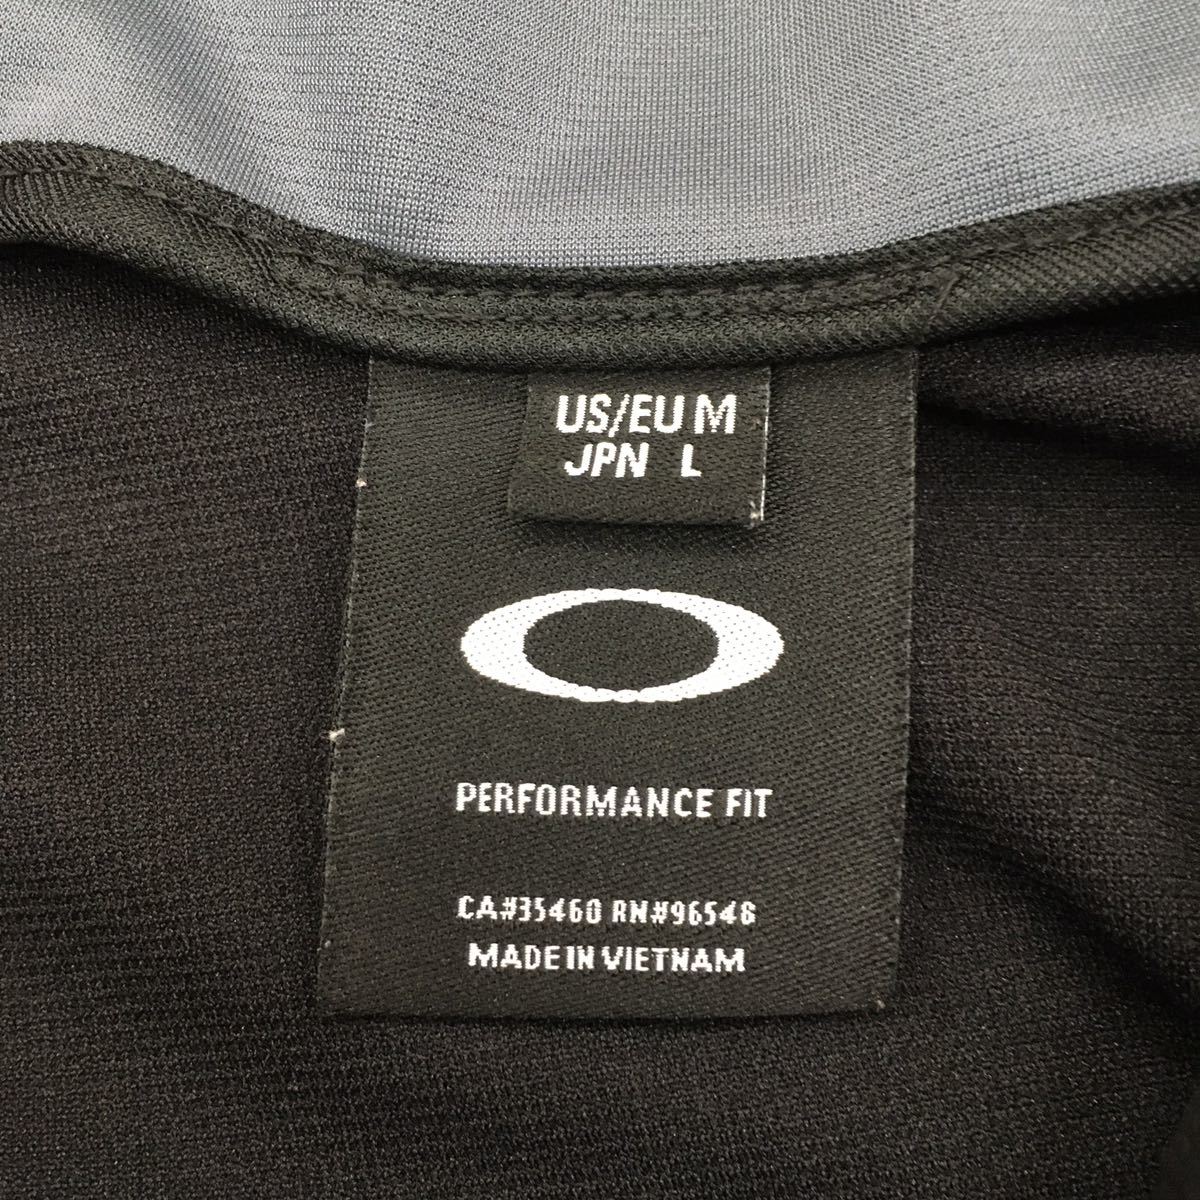 US/EU M
JPN L
PERFORMANCE FIT
CA#35460 RN#96548
MADE IN VIETNAM